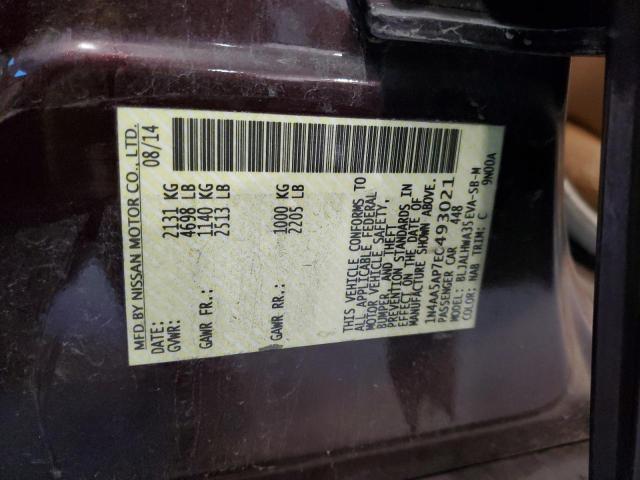 MFD BY NISSAN MOTOR CO., LTD.
DATE: 08/14
GVWR: 2131 KG
4698 LB
GAWR FR: 1140 KG
2513 LB
GAWR RR: 1000 KG
2205 LB
THIS VEHICLE CONFORMS TO
ALL APPLICABLE FEDERAL
MOTOR VEHICLE SAFETY,
BUMPER, AND THEFT
PREVENTION STANDARDS IN
EFFECT ON THE DATE OF
MANUFACTURE SHOWN ABOVE.
1N4AA5AP7EC493021
PASSENGER CAR 448
MODEL: BLJALHWA35EVA-SB-M
COLOR: NAB TRIM: C 9N00A